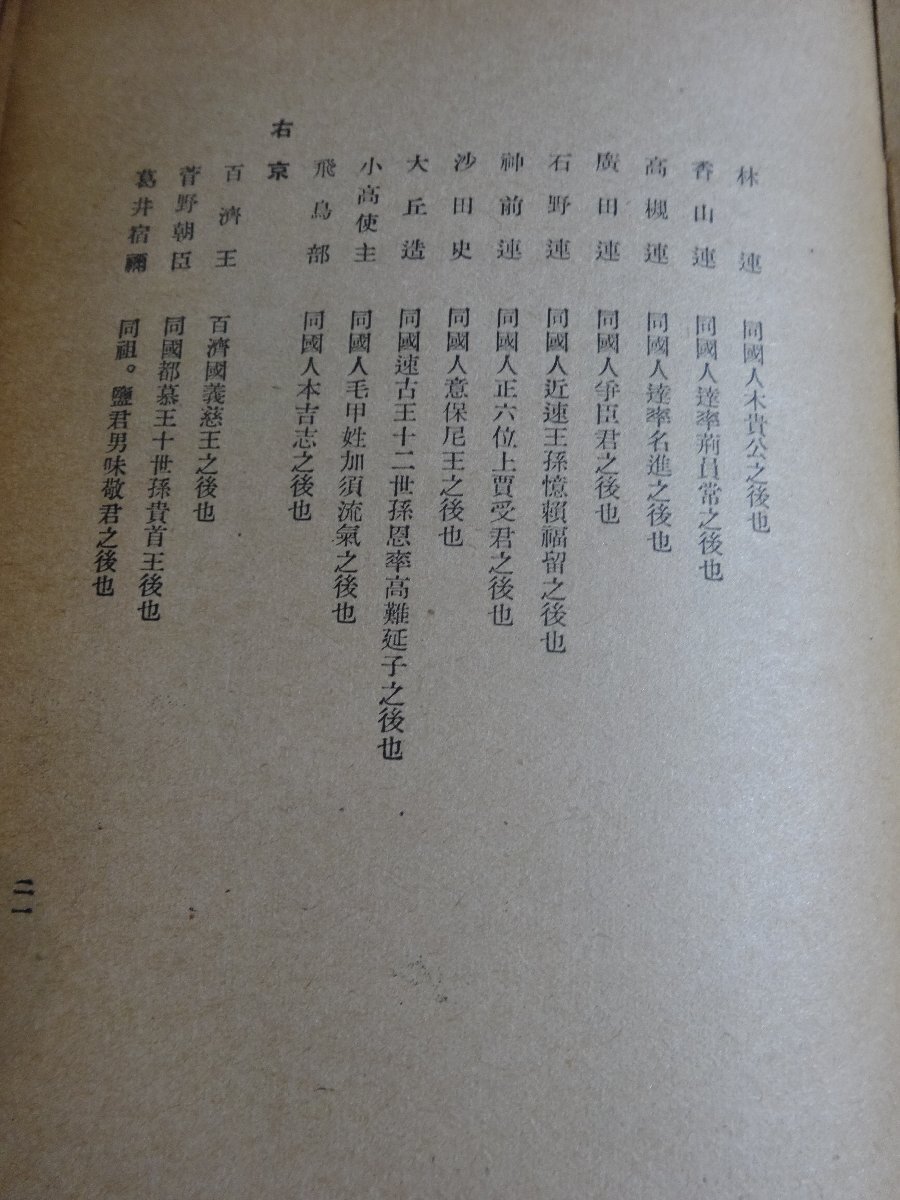 林連 同國人木貴公之後也
香山連 同國人達率荊員常之後也
高槻連 同國人達率名進之後也
廣田連 同國人爭臣君之後也
石野連 同國人近速王孫憶賴福留之後也
神前連 同國人正六位上賈受君之後也
沙田史 同國人意保尼王之後也
大丘造 同國速古王十二世孫恩率高難延子之後也
小高使主 同國人毛甲姓加須流氣之後也
飛鳥部 同國人本吉志之後也
右京
百濟王 百濟國義慈王之後也
菅野朝臣 同國都慕王十世孫貴首王後也
葛井宿禰 同祖。鹽君男味敬君之後也
二一